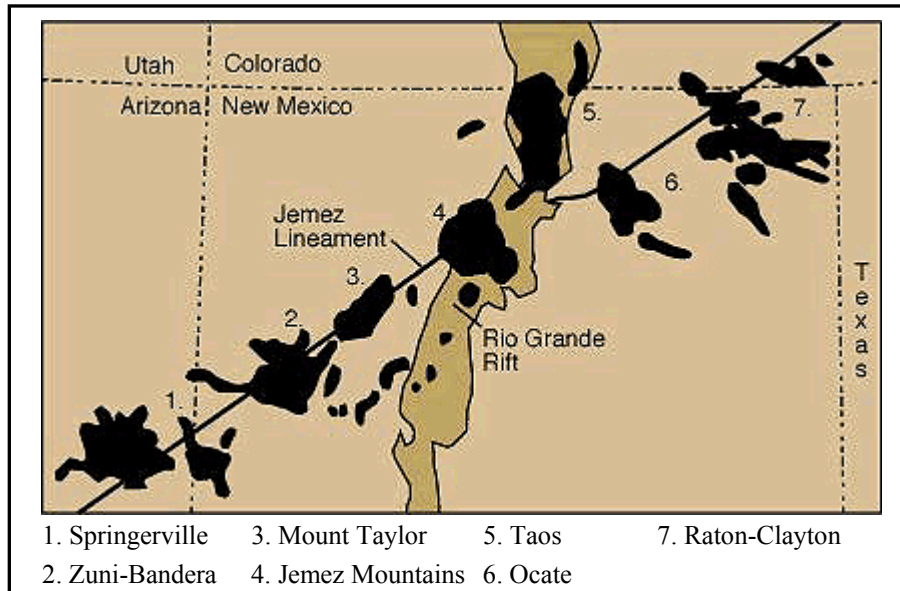 Utah Colorado
Arizona New Mexico
5.
7.
6.
4.
Jemez
Lineament
3.
Texas
2.
Rio Grande
Rift
1.
1. Springerville 3. Mount Taylor 5. Taos 7. Raton-Clayton
2. Zuni-Bandera 4. Jemez Mountains 6. Ocate